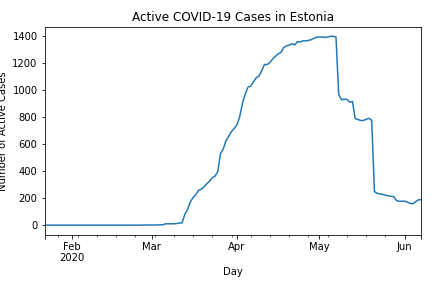 Active COVID-19 Cases in Estonia
Number of Active Cases
1400
1200
1000
800
600
400
200
0
Feb
2020
Mar
Apr
May
Jun
Day